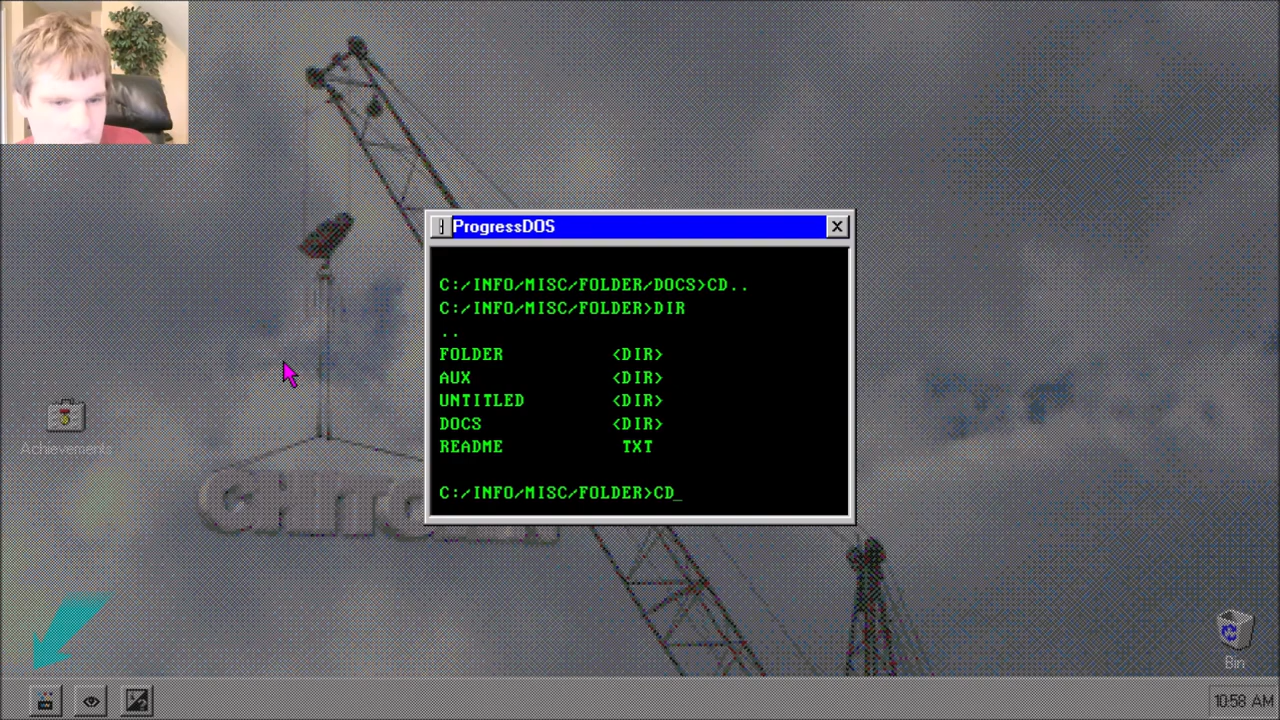 ProgressDOS
C:/INFO/MISC/FOLDER/DOCS>CD..
C:/INFO/MISC/FOLDER>DIR
..
FOLDER <DIR>
AUX <DIR>
UNTITLED <DIR>
DOCS <DIR>
README TXT
C:/INFO/MISC/FOLDER>CD_
Achievements
Bin
10:58 AM